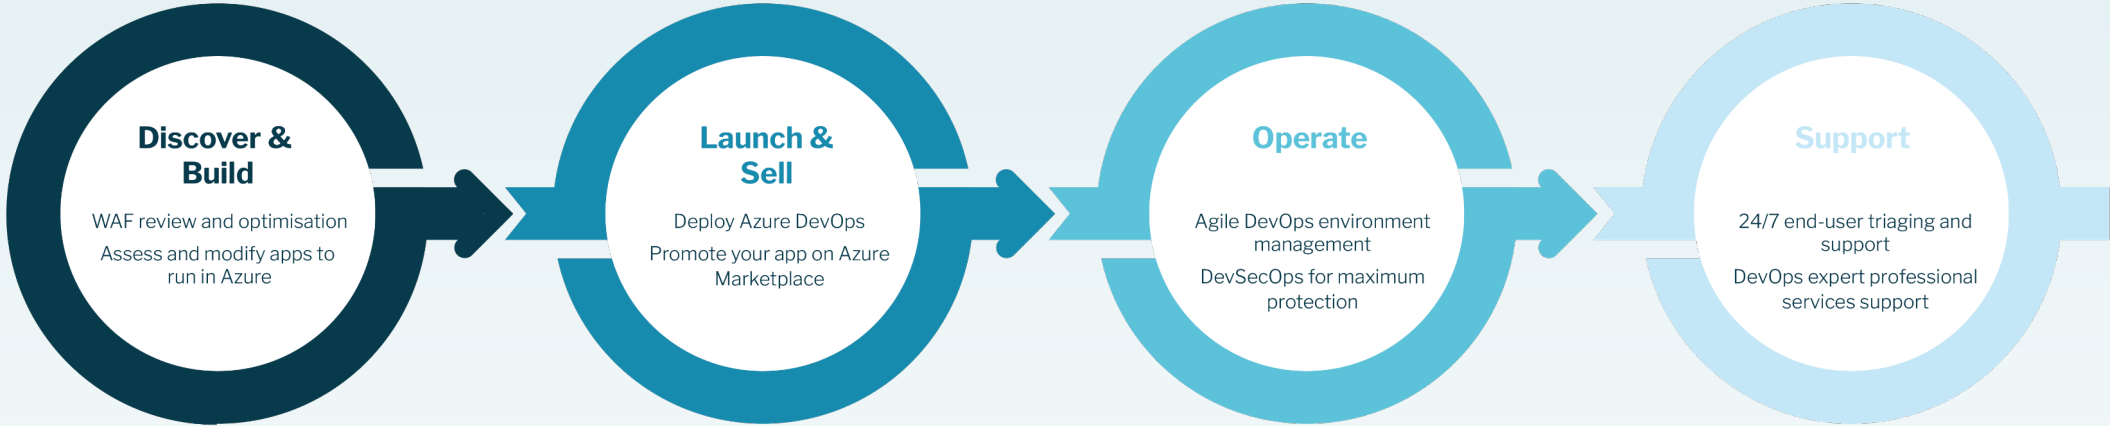 Discover &
Build
WAF review and optimisation
Assess and modify apps to
run in Azure
Launch &
Sell
Deploy Azure DevOps
Promote your app on Azure
Marketplace
Operate
Agile DevOps environment
management
DevSecOps for maximum
protection
Support
24/7 end-user triaging and
support
DevOps expert professional
services support